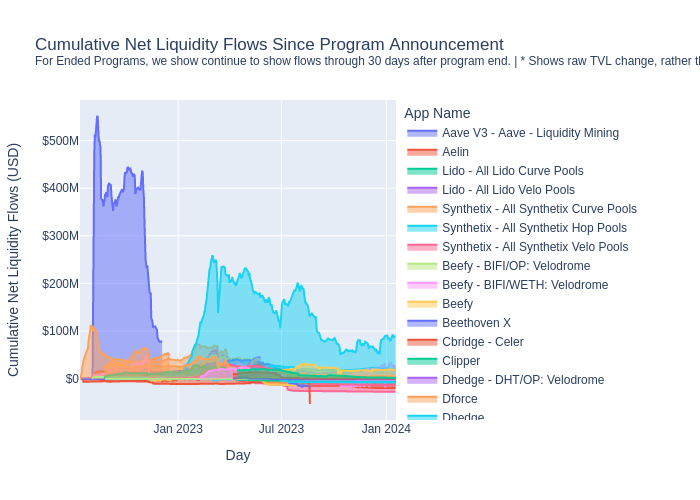 Cumulative Net Liquidity Flows Since Program Announcement
For Ended Programs, we show continue to show flows through 30 days after program end. | * Shows raw TVL change, rather
App Name
Aave V3 - Aave - Liquidity Mining
Aelin
Lido - All Lido Curve Pools
Lido - All Lido Velo Pools
Synthetix - All Synthetix Curve Pools
Synthetix - All Synthetix Hop Pools
Synthetix - All Synthetix Velo Pools
Beefy - BIFI/OP: Velodrome
Beefy - BIFI/WETH: Velodrome
Beefy
Beethoven X
Cbridge - Celer
Clipper
Dhedge - DHT/OP: Velodrome
Dforce
Dhedge
Cumulative Net Liquidity Flows (USD)
$500M
$400M
$300M
$200M
$100M
$0
Jan 2023
Jul 2023
Jan 2024
Day